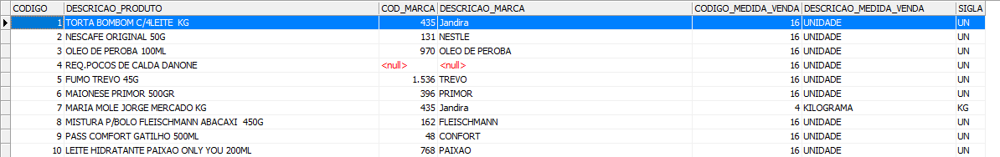 CODIGO DESCRICAO_PRODUTO COD_MARCA DESCRICAO_MARCA CODIGO_MEDIDA_VENDA DESCRICAO_MEDIDA_VENDA SIGLA
1 TORTA BOMBOM C/4LEITE  KG 435 Jandira 16 UNIDADE UN
2 NESCAFE ORIGINAL 50G 131 NESTLE 16 UNIDADE UN
3 OLEO DE PEROBA 100ML 970 OLEO DE PEROBA 16 UNIDADE UN
4 REQ.POCOS DE CALDA DANONE <null> <null> 16 UNIDADE UN
5 FUMO TREVO 45G 1.536 TREVO 16 UNIDADE UN
6 MAIONESE PRIMOR 500GR 396 PRIMOR 16 UNIDADE UN
7 MARIA MOLE JORGE MERCADO KG 435 Jandira 4 KILOGRAMA KG
8 MISTURA P/BOLO FLEISCHMANN ABACAXI  450G 162 FLEISCHMANN 16 UNIDADE UN
9 PASS COMFORT GATILHO 500ML 48 CONFORT 16 UNIDADE UN
10 LEITE HIDRATANTE PAIXAO ONLY YOU 200ML 768 PAIXAO 16 UNIDADE UN